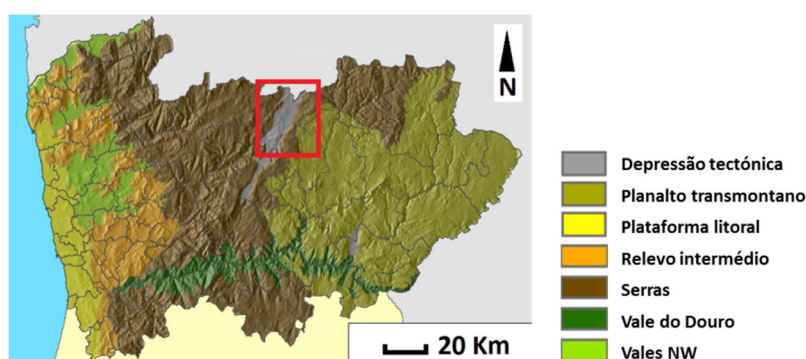 N
20 Km
Depressão tectónica
Planalto transmontano
Plataforma litoral
Relevo intermédio
Serras
Vale do Douro
Vales NW